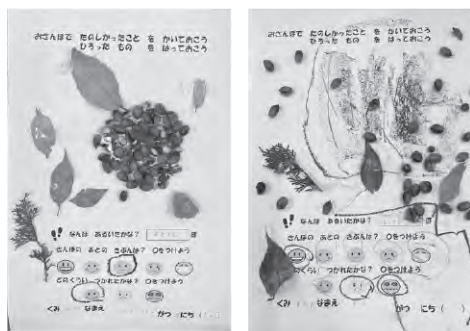 おさんぽで たのしかったこと を かいておこう
ひろった もの を はっておこう
なんぽ あるいたかな? ぽ
さんぽの あとの きぶんは? 〇をつけよう
どのくらい つかれたかな? 〇をつけよう
くみ なまえ
がつ にち(
おさんぽで たのしかったこと を かいておこう
ひろった もの を はっておこう
なんぽ あるいたかな? ぽ
さんぽの あとの きぶんは? 〇をつけよう
どのくらい つかれたかな? 〇をつけよう
くみ なまえ
がつ にち(